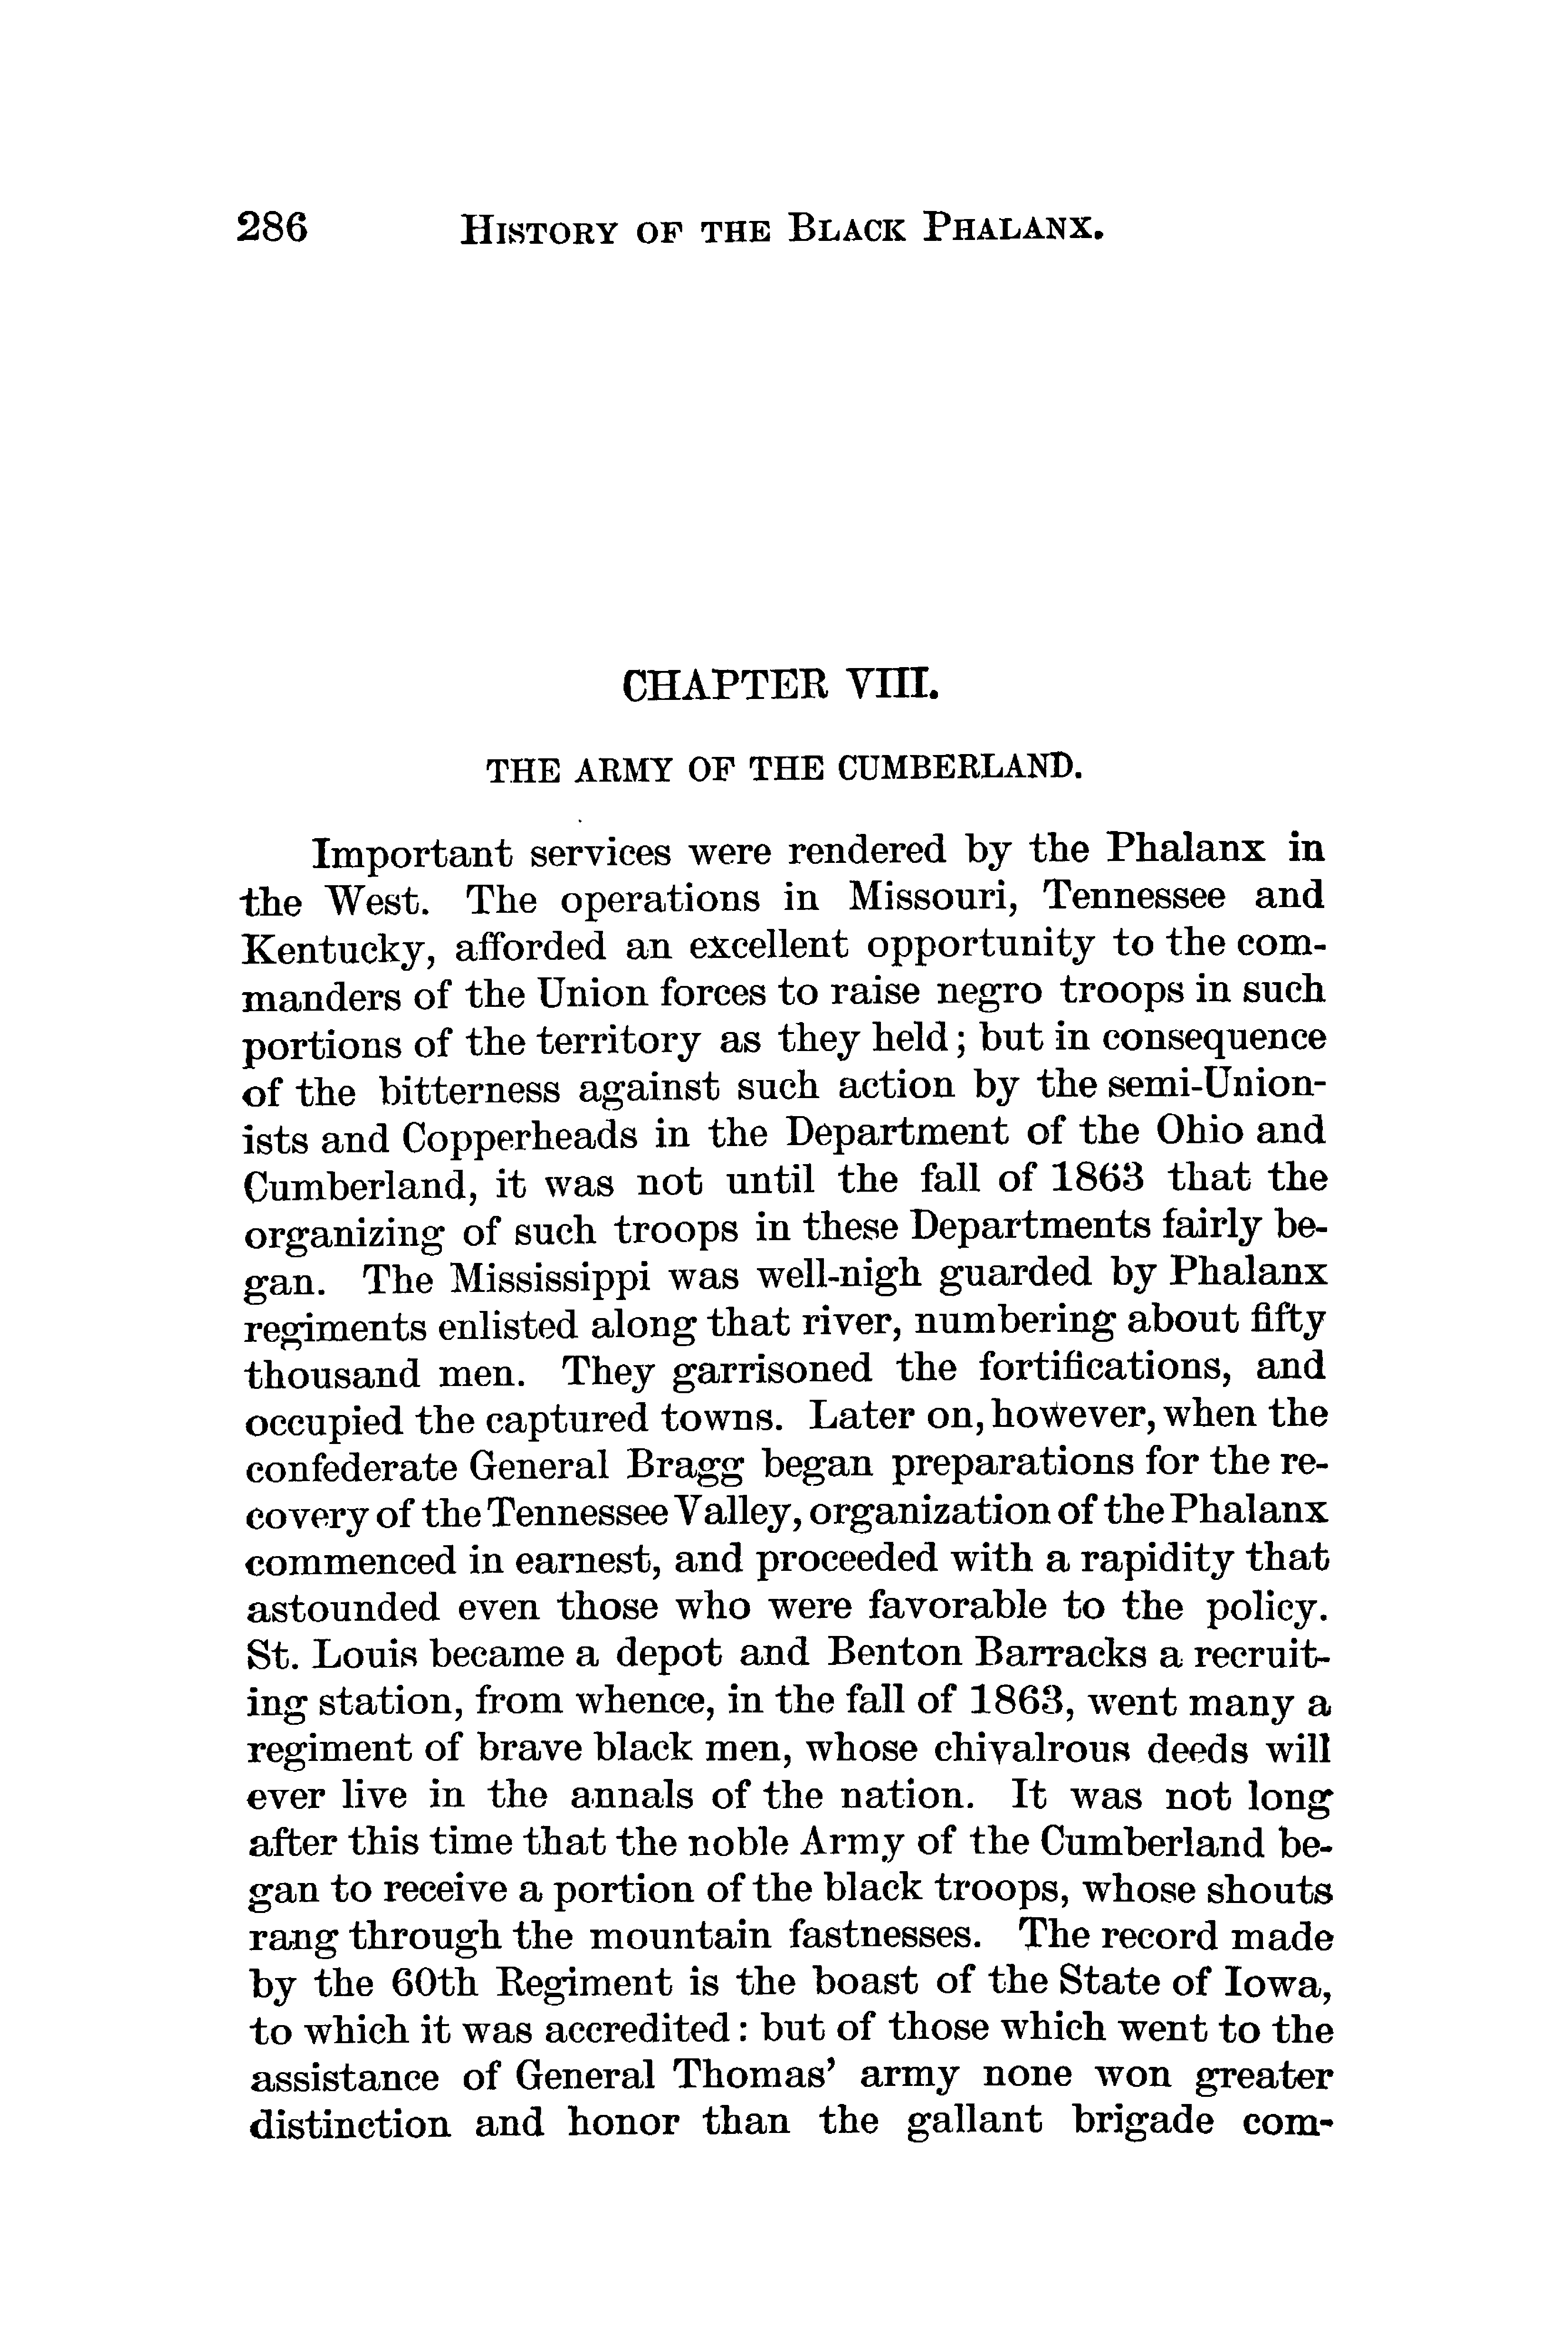 286 History of the Black Phalanx.
CHAPTER VIII.
THE ARMY OF THE CUMBERLAND.
Important services were rendered by the Phalanx in
the West. The operations in Missouri, Tennessee and
Kentucky, afforded an excellent opportunity to the com-
manders of the Union forces to raise negro troops in such
portions of the territory as they held; but in consequence
of the bitterness against such action by the semi-Union-
ists and Copperheads in the Department of the Ohio and
Cumberland, it was not until the fall of 1863 that the
organizing of such troops in these Departments fairly be-
gan. The Mississippi was well-nigh guarded by Phalanx
regiments enlisted along that river, numbering about fifty
thousand men. They garrisoned the fortifications, and
occupied the captured towns. Later on, however, when the
confederate General Bragg began preparations for the re-
covery of the Tennessee Valley, organization of the Phalanx
commenced in earnest, and proceeded with a rapidity that
astounded even those who were favorable to the policy.
St. Louis became a depot and Benton Barracks a recruit-
ing station, from whence, in the fall of 1863, went many a
regiment of brave black men, whose chivalrous deeds will
ever live in the annals of the nation. It was not long
after this time that the noble Army of the Cumberland be-
gan to receive a portion of the black troops, whose shouts
rang through the mountain fastnesses. The record made
by the 60th Regiment is the boast of the State of Iowa,
to which it was accredited: but of those which went to the
assistance of General Thomas' army none won greater
distinction and honor than the gallant brigade com-